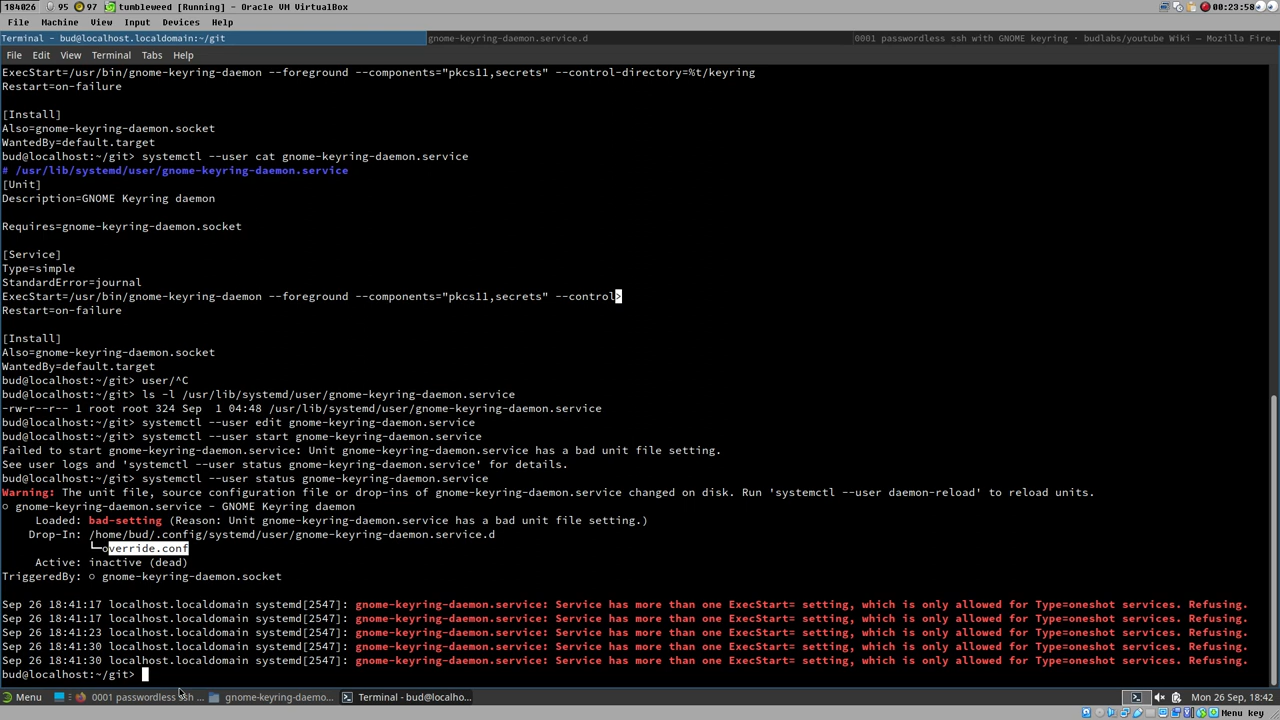 184026 95 97 tumbleweed [Running] - Oracle VM VirtualBox 00:23:58
File Machine View Input Devices Help
Terminal - bud@localhost.localdomain:~/git gnome-keyring-daemon.service.d 0001 passwordless ssh with GNOME keyring · budlabs/youtube Wiki — Mozilla Fire...
File Edit View Terminal Tabs Help
ExecStart=/usr/bin/gnome-keyring-daemon --foreground --components="pkcs11,secrets" --control-directory=%t/keyring
Restart=on-failure
[Install]
Also=gnome-keyring-daemon.socket
WantedBy=default.target
bud@localhost:~/git> systemctl --user cat gnome-keyring-daemon.service
# /usr/lib/systemd/user/gnome-keyring-daemon.service
[Unit]
Description=GNOME Keyring daemon
Requires=gnome-keyring-daemon.socket
[Service]
Type=simple
StandardError=journal
ExecStart=/usr/bin/gnome-keyring-daemon --foreground --components="pkcs11,secrets" --control>
Restart=on-failure
[Install]
Also=gnome-keyring-daemon.socket
WantedBy=default.target
bud@localhost:~/git> user/^C
bud@localhost:~/git> ls -l /usr/lib/systemd/user/gnome-keyring-daemon.service
-rw-r--r-- 1 root root 324 Sep  1 04:48 /usr/lib/systemd/user/gnome-keyring-daemon.service
bud@localhost:~/git> systemctl --user edit gnome-keyring-daemon.service
bud@localhost:~/git> systemctl --user start gnome-keyring-daemon.service
Failed to start gnome-keyring-daemon.service: Unit gnome-keyring-daemon.service has a bad unit file setting.
See user logs and 'systemctl --user status gnome-keyring-daemon.service' for details.
bud@localhost:~/git> systemctl --user status gnome-keyring-daemon.service
Warning: The unit file, source configuration file or drop-ins of gnome-keyring-daemon.service changed on disk. Run 'systemctl --user daemon-reload' to reload units.
○ gnome-keyring-daemon.service - GNOME Keyring daemon
Loaded: bad-setting (Reason: Unit gnome-keyring-daemon.service has a bad unit file setting.)
Drop-In: /home/bud/.config/systemd/user/gnome-keyring-daemon.service.d
└─override.conf
Active: inactive (dead)
TriggeredBy: ○ gnome-keyring-daemon.socket
Sep 26 18:41:17 localhost.localdomain systemd[2547]: gnome-keyring-daemon.service: Service has more than one ExecStart= setting, which is only allowed for Type=oneshot services. Refusing.
Sep 26 18:41:17 localhost.localdomain systemd[2547]: gnome-keyring-daemon.service: Service has more than one ExecStart= setting, which is only allowed for Type=oneshot services. Refusing.
Sep 26 18:41:23 localhost.localdomain systemd[2547]: gnome-keyring-daemon.service: Service has more than one ExecStart= setting, which is only allowed for Type=oneshot services. Refusing.
Sep 26 18:41:30 localhost.localdomain systemd[2547]: gnome-keyring-daemon.service: Service has more than one ExecStart= setting, which is only allowed for Type=oneshot services. Refusing.
Sep 26 18:41:30 localhost.localdomain systemd[2547]: gnome-keyring-daemon.service: Service has more than one ExecStart= setting, which is only allowed for Type=oneshot services. Refusing.
bud@localhost:~/git>
Menu 0001 passwordless ssh ... gnome-keyring-daemo... Terminal - bud@localho... Mon 26 Sep, 18:42
Menu key